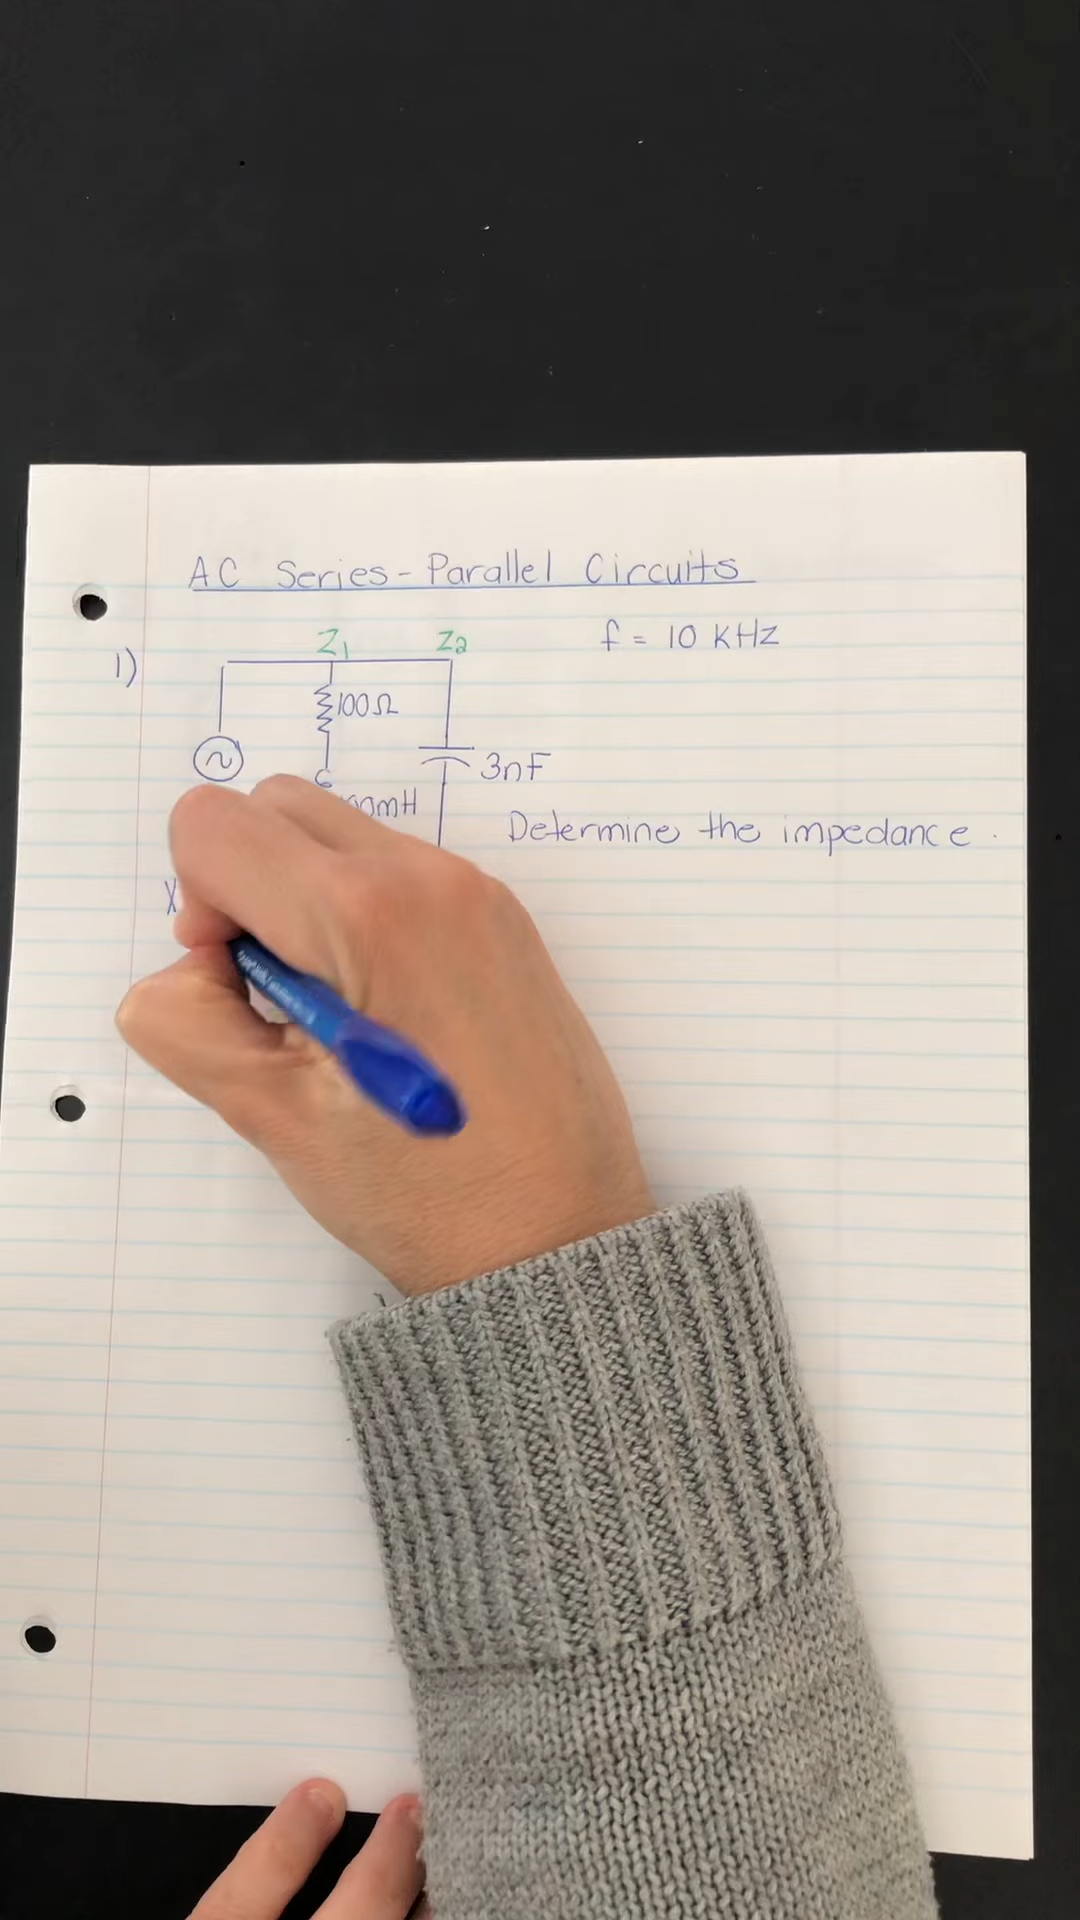 AC Series - Parallel Circuits
1)
Z1 Z2
f = 10 KHz
100Ω
3nF
Determine the impedance.
X